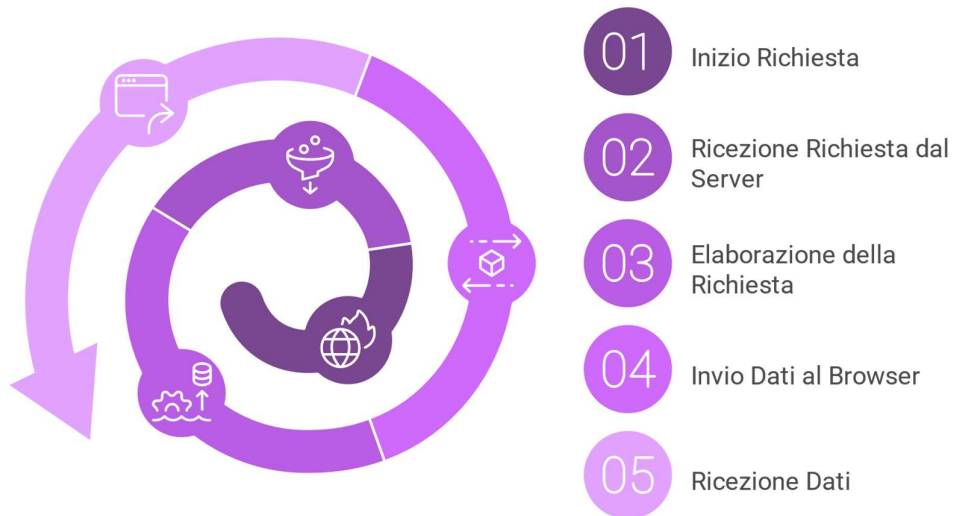 01
Inizio Richiesta
02
Ricezione Richiesta dal
Server
03
Elaborazione della
Richiesta
04
Invio Dati al Browser
05
Ricezione Dati